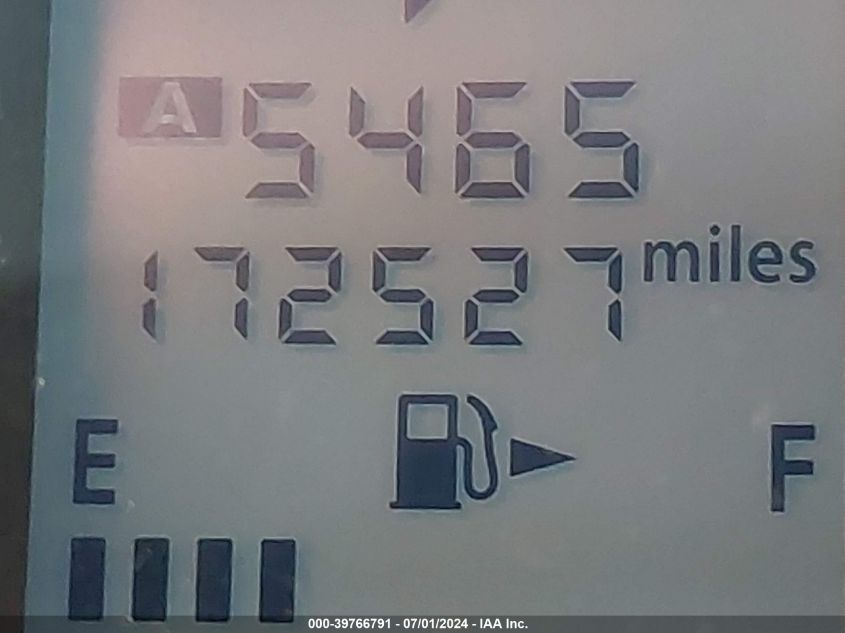 A 5465
172527 miles
E F
000-39766791 - 07/01/2024 - IAA Inc.